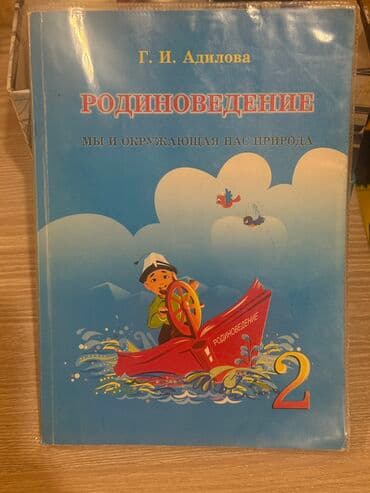 Г. И. Адилова
РОДИНОВЕДЕНИЕ
МЫ И ОКРУЖАЮЩАЯ НАС ПРИРОДА
РОДИНОВЕДЕНИЕ
2